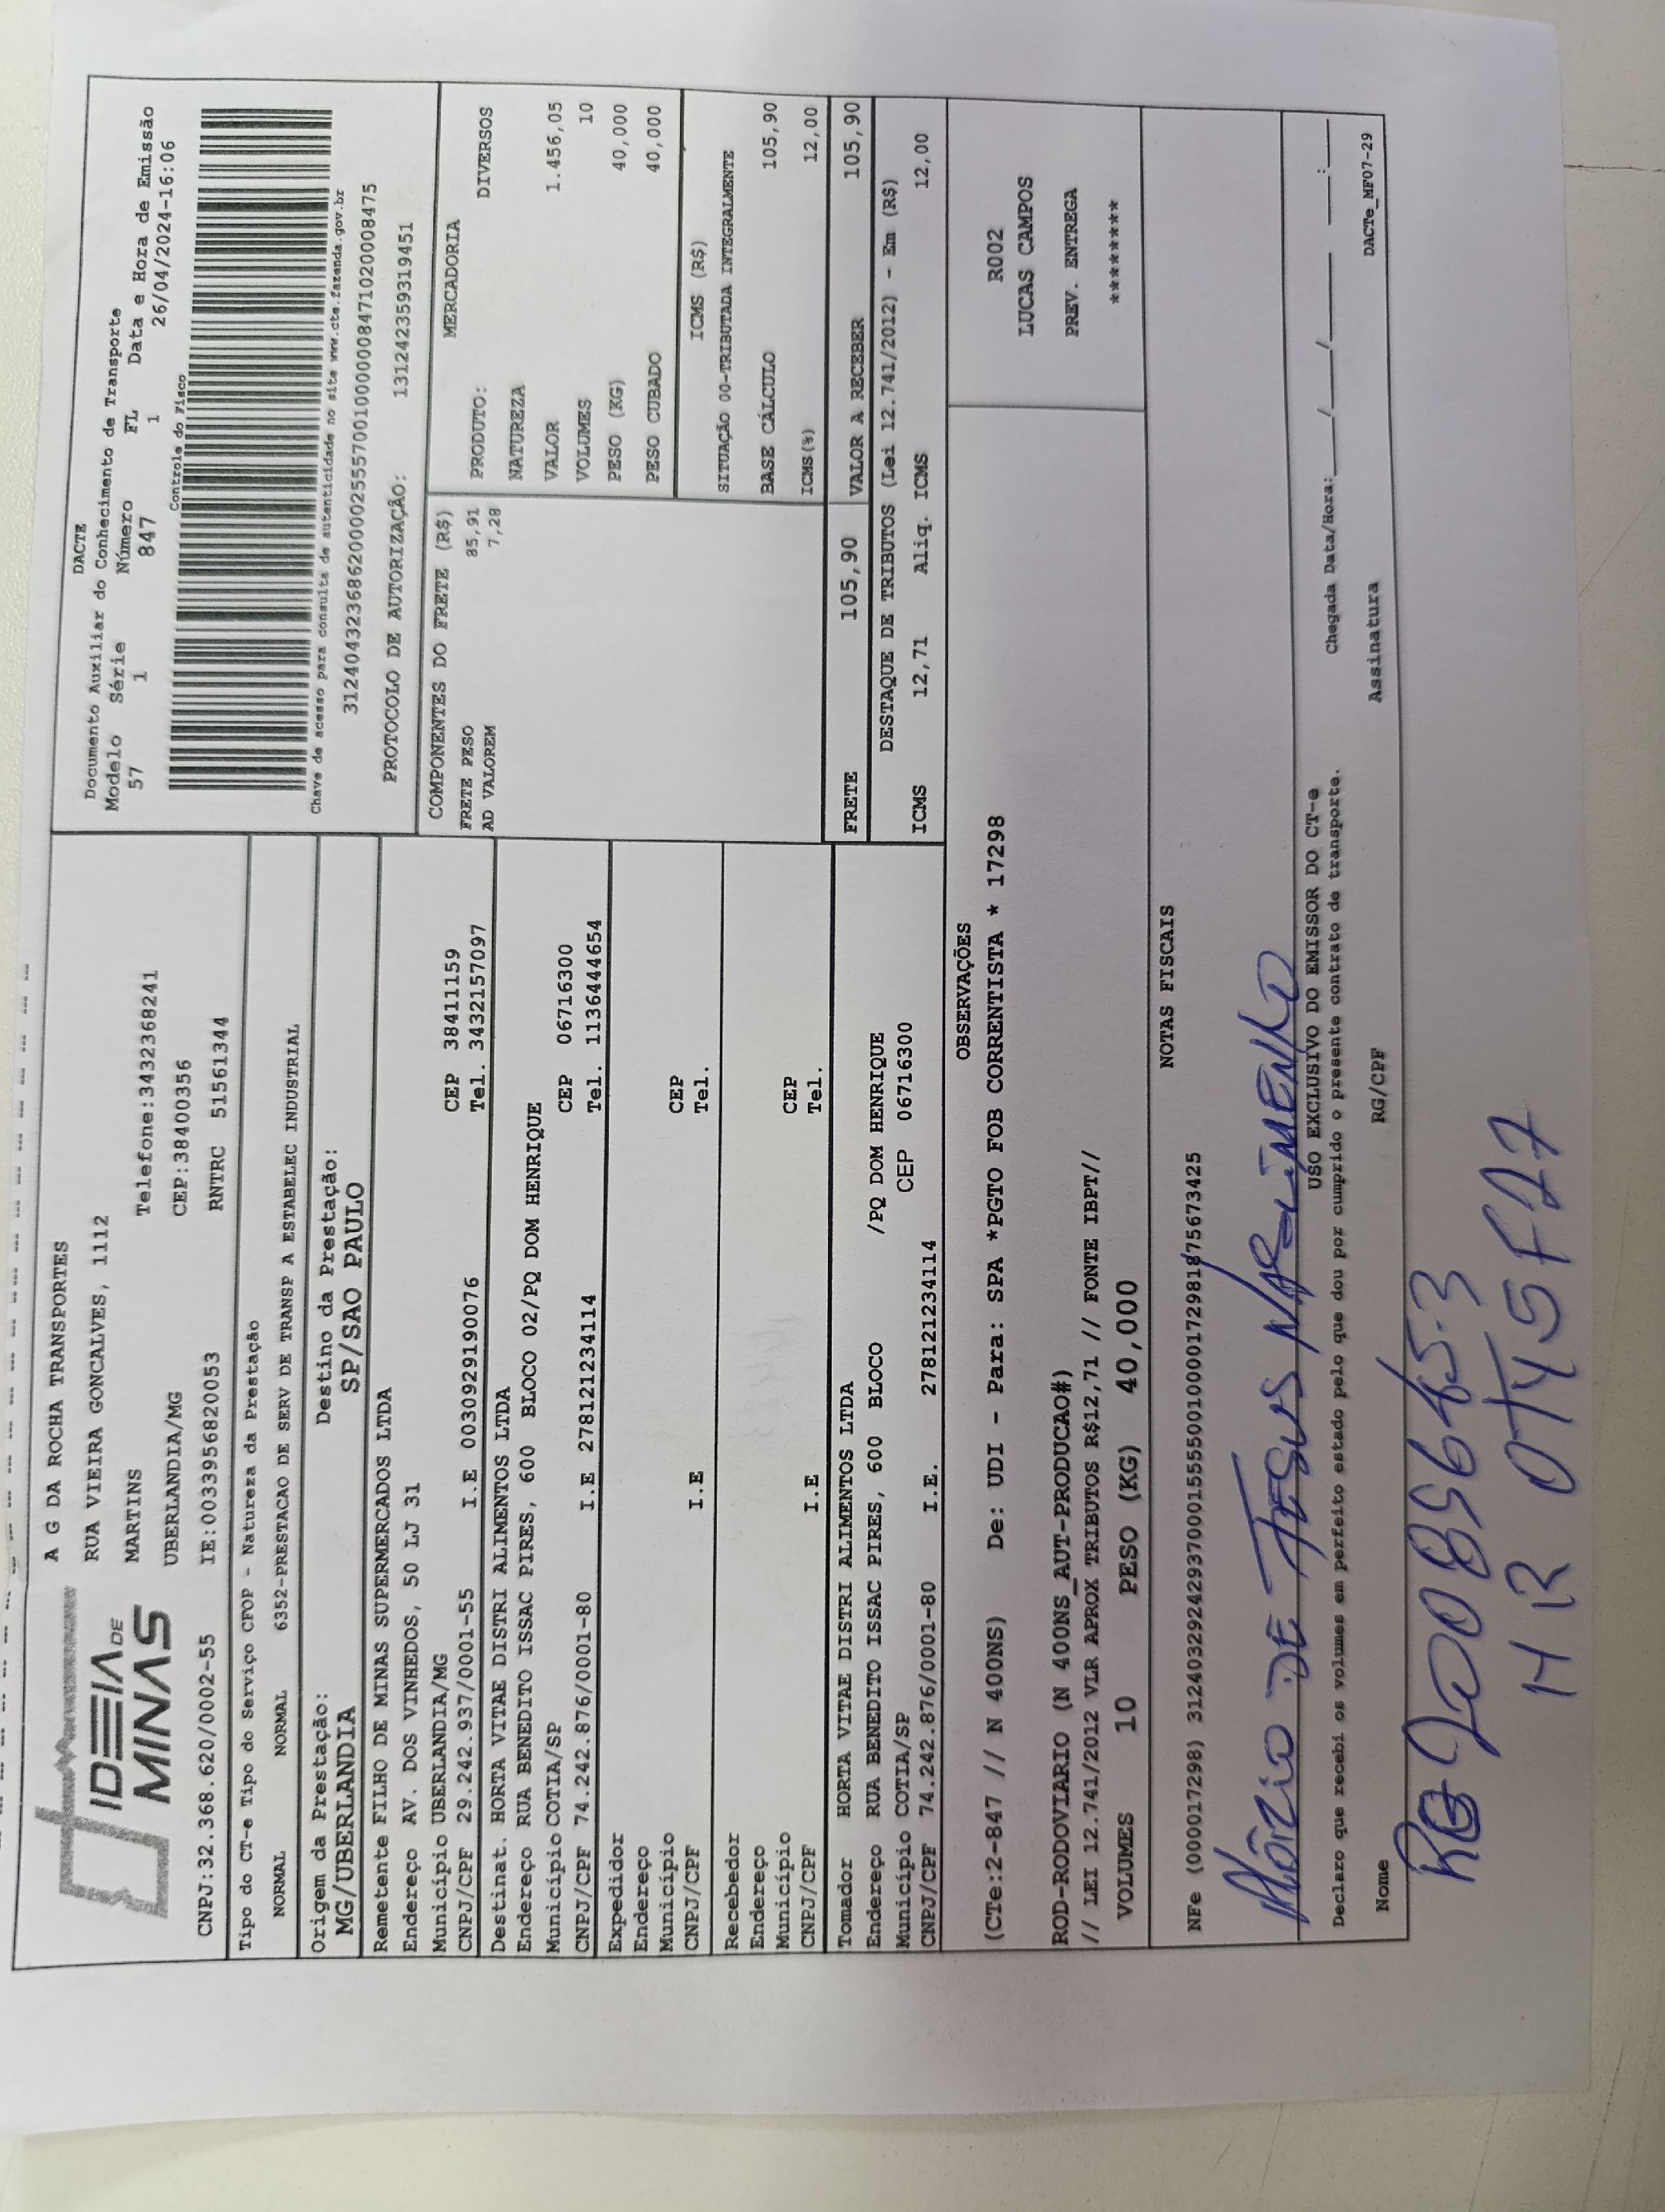 IDEIA DE
MINAS
A G DA ROCHA TRANSPORTES
RUA VIEIRA GONCALVES, 1112
MARTINS Telefone:3432368241
UBERLANDIA/MG CEP:38400356
CNPJ:32.368.620/0002-55 IE:0033956820053 RNTRC 51561344
DACTE
Documento Auxiliar do Conhecimento de Transporte
Modelo Série Número FL Data e Hora de Emissão
57 1 847 1 26/04/2024-16:06
Controle do Fisco
Chave de acesso para consulta de autenticidade no site www.cte.fazenda.gov.br
31240432368620000255570010000008471020008475
PROTOCOLO DE AUTORIZAÇÃO: 131242359319451
Tipo do CT-e Tipo do Serviço CFOP - Natureza da Prestação
NORMAL NORMAL 6352-PRESTACAO DE SERV DE TRANSP A ESTABELEC INDUSTRIAL
Origem da Prestação: Destino da Prestação:
MG/UBERLANDIA SP/SAO PAULO
Remetente FILHO DE MINAS SUPERMERCADOS LTDA
Endereço AV. DOS VINHEDOS, 50 LJ 31
Município UBERLANDIA/MG CEP 38411159
CNPJ/CPF 29.242.937/0001-55 I.E 0030929190076 Tel. 3432157097
Destinat. HORTA VITAE DISTRI ALIMENTOS LTDA
Endereço RUA BENEDITO ISSAC PIRES, 600 BLOCO 02/PQ DOM HENRIQUE
Município COTIA/SP CEP 06716300
CNPJ/CPF 74.242.876/0001-80 I.E 278121234114 Tel. 1136444654
Expedidor
Endereço
Município CEP
CNPJ/CPF I.E Tel.
Recebedor
Endereço
Município CEP
CNPJ/CPF I.E Tel.
Tomador HORTA VITAE DISTRI ALIMENTOS LTDA
Endereço RUA BENEDITO ISSAC PIRES, 600 BLOCO /PQ DOM HENRIQUE
Município COTIA/SP CEP 06716300
CNPJ/CPF 74.242.876/0001-80 I.E. 278121234114
COMPONENTES DO FRETE (R$)
FRETE PESO 85,91
AD VALOREM 7,28
MERCADORIA
PRODUTO: DIVERSOS
NATUREZA
VALOR 1.456,05
VOLUMES 10
PESO (KG) 40,000
PESO CUBADO 40,000
ICMS (R$)
SITUAÇÃO 00-TRIBUTADA INTEGRALMENTE
BASE CÁLCULO 105,90
ICMS(%) 12,00
FRETE 105,90 VALOR A RECEBER 105,90
DESTAQUE DE TRIBUTOS (Lei 12.741/2012) - Em (R$)
ICMS 12,71 Aliq. ICMS 12,00
OBSERVAÇÕES
(CTe:2-847 // N 400NS) De: UDI - Para: SPA *PGTO FOB CORRENTISTA * 17298
ROD-RODOVIARIO (N 400NS_AUT-PRODUCAO#)
// LEI 12.741/2012 VLR APROX TRIBUTOS R$12,71 // FONTE IBPT//
VOLUMES 10 PESO (KG) 40,000
R002
LUCAS CAMPOS
PREV. ENTREGA
********
NOTAS FISCAIS
NFe (000017298) 31240329242937000155550010000172981875673425
DE JESUS
USO EXCLUSIVO DO EMISSOR DO CT-e
Declaro que recebi os volumes em perfeito estado pelo que dou por cumprido o presente contrato de transporte. Chegada Data/Hora:___/___/___ ___:___
Nome RG/CPF Assinatura
DACTe_MF07-29
RG